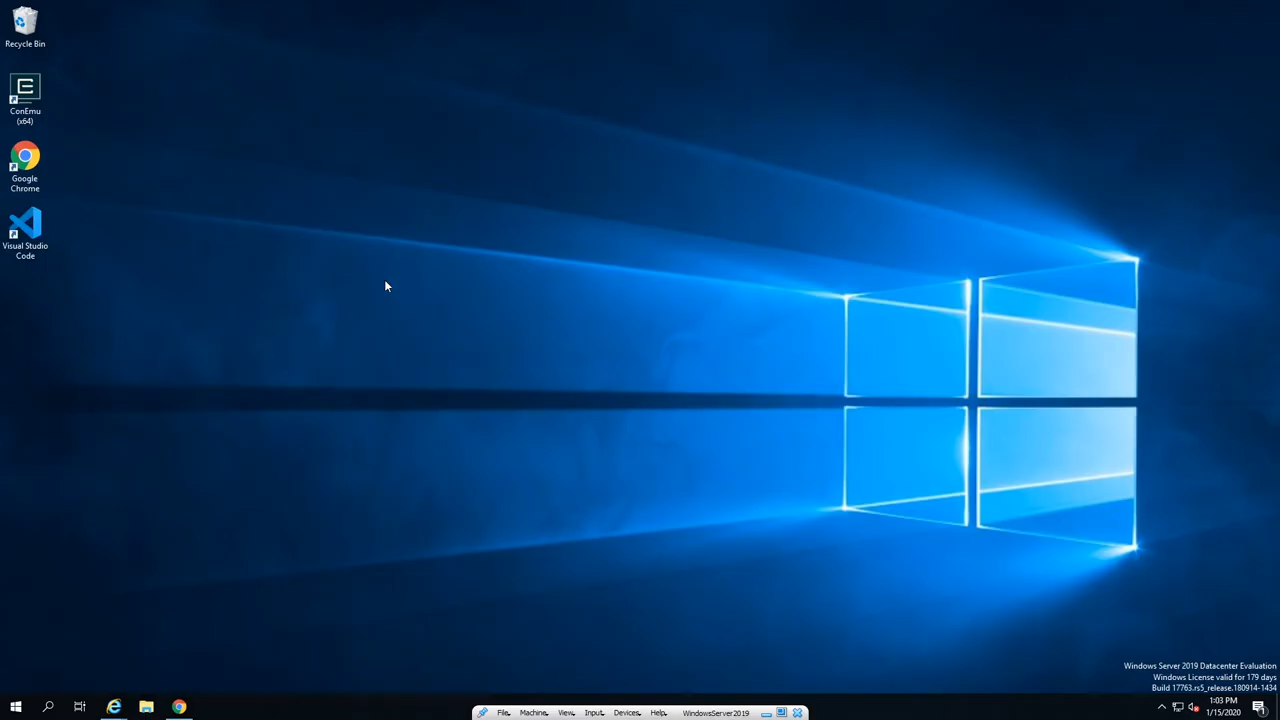 Recycle Bin
ConEmu
(x64)
Google
Chrome
Visual Studio
Code
Windows Server 2019 Datacenter Evaluation
Windows License valid for 179 days
Build 17763.rs5_release.180914-1434
File Machine View Input Devices Help WindowsServer2019
1:03 PM
1/15/2020
1